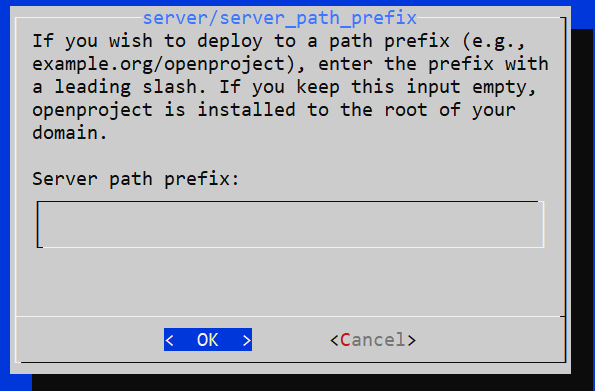 server/server_path_prefix
If you wish to deploy to a path prefix (e.g.,
example.org/openproject), enter the prefix with
a leading slash. If you keep this input empty,
openproject is installed to the root of your
domain.
Server path prefix:
<  OK  > <Cancel>